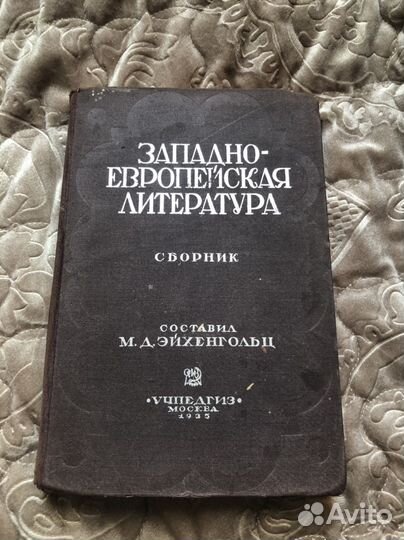 ЗАПАДНО-
ЕВРОПЕЙСКАЯ
ЛИТЕРАТУРА
СБОРНИК
СОСТАВИЛ
М. Д. ЭЙХЕНГОЛЬЦ
• УЧПЕДГИЗ •
МОСКВА
1935
Avito